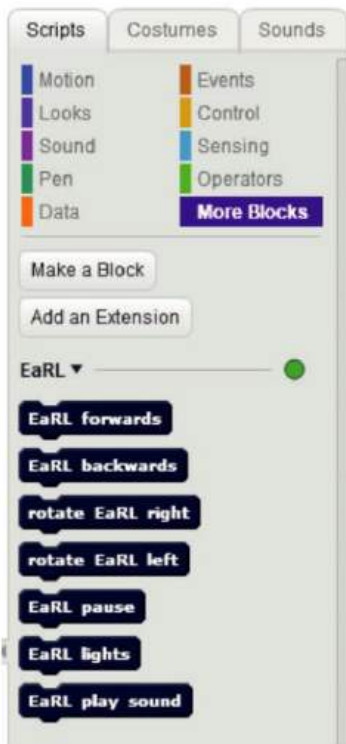 Scripts Costumes Sounds
Motion Events
Looks Control
Sound Sensing
Pen Operators
Data More Blocks
Make a Block
Add an Extension
EaRL
EaRL forwards
EaRL backwards
rotate EaRL right
rotate EaRL left
EaRL pause
EaRL lights
EaRL play sound